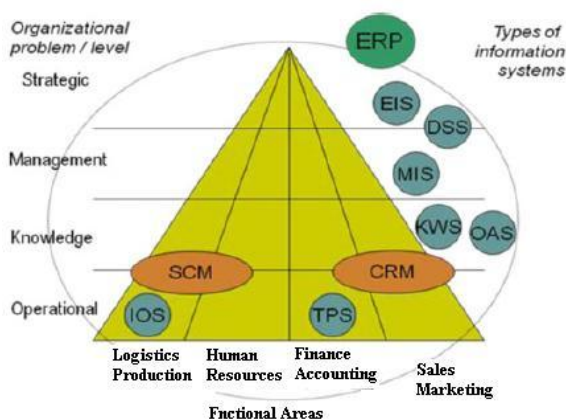 Organizational
problem / level
ERP
Types of
information
systems
Strategic
EIS
DSS
Management
MIS
Knowledge
KWS
OAS
SCM
CRM
Operational
IOS
TPS
Logistics
Production
Human
Resources
Finance
Accounting
Sales
Marketing
Fnctional Areas